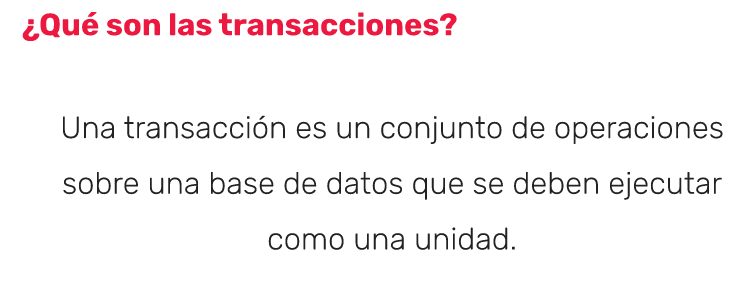 ¿Qué son las transacciones?
Una transacción es un conjunto de operaciones
sobre una base de datos que se deben ejecutar
como una unidad.